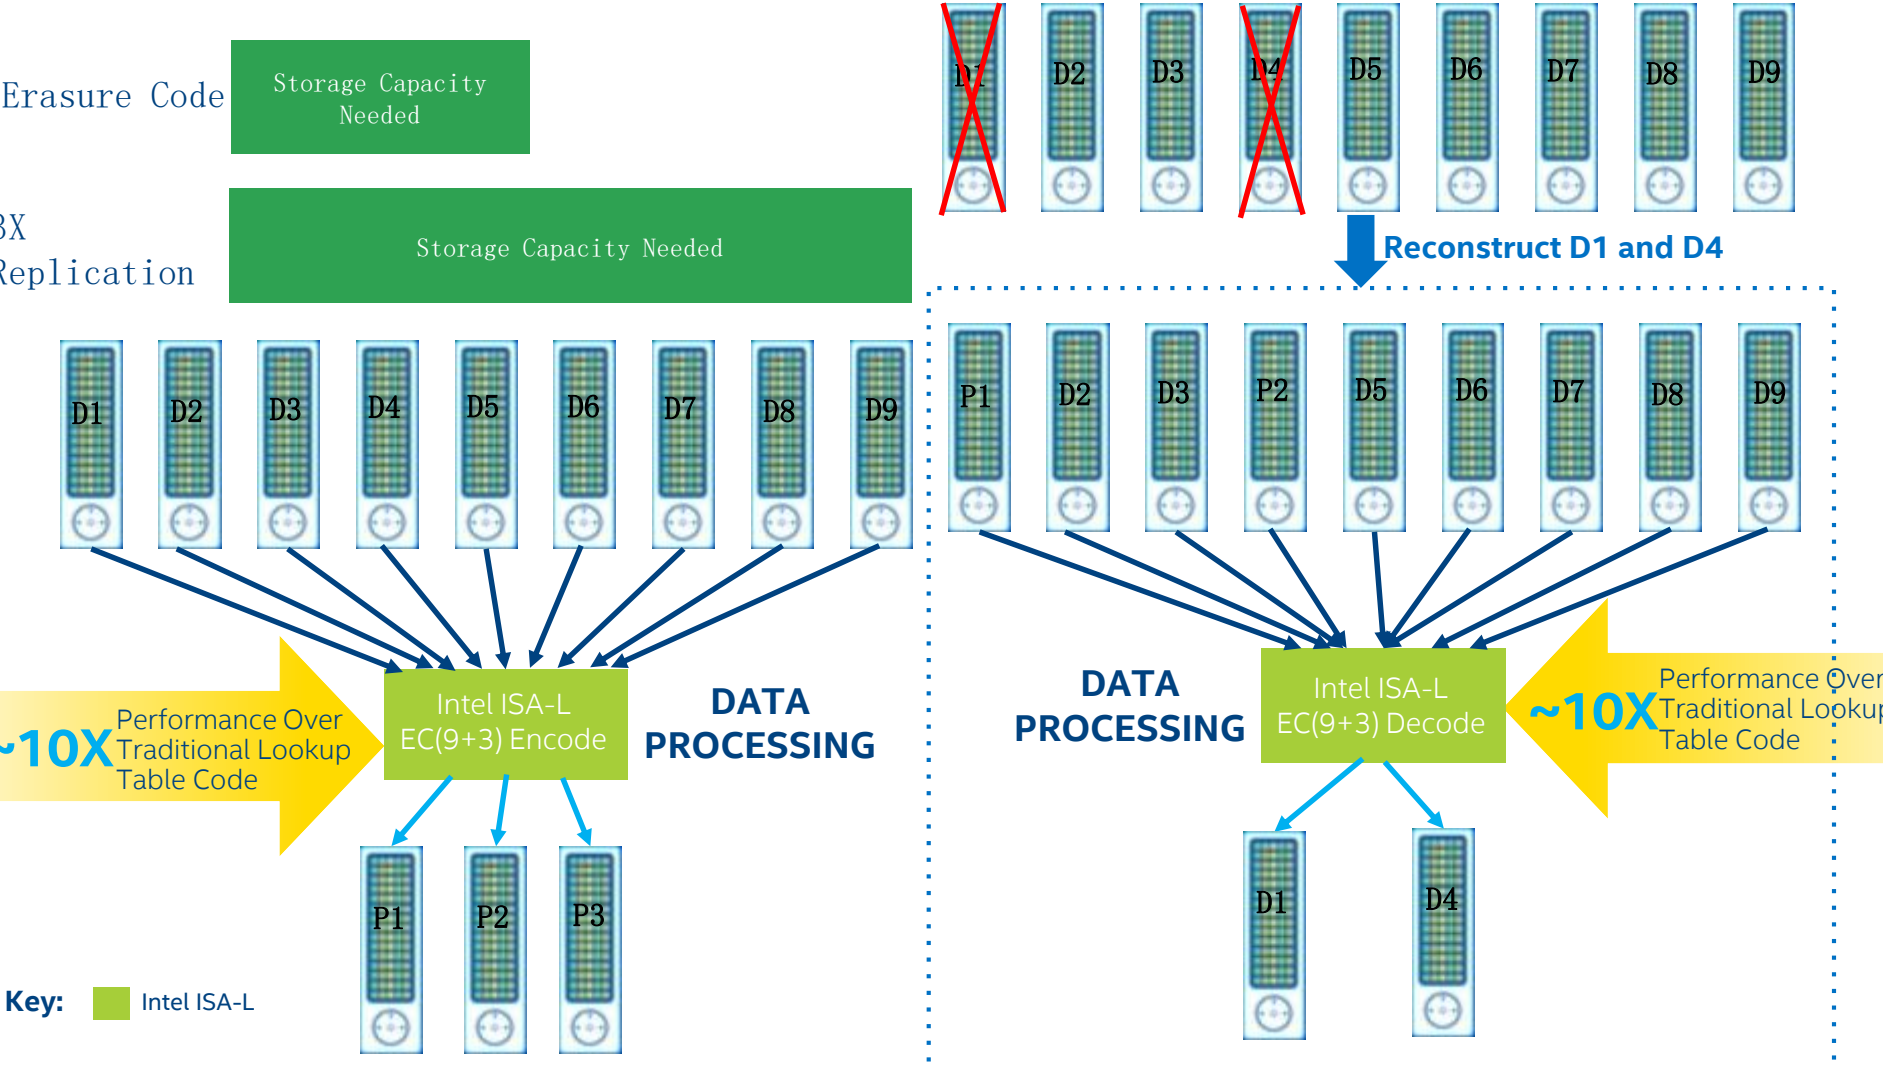 Erasure Code
Storage Capacity
Needed
3X
Replication
Storage Capacity Needed
D1 D2 D3 D4 D5 D6 D7 D8 D9
~10X
Performance Over
Traditional Lookup
Table Code
Intel ISA-L
EC(9+3) Encode
DATA
PROCESSING
P1 P2 P3
Key:
Intel ISA-L
D1 D2 D3 D4 D5 D6 D7 D8 D9
Reconstruct D1 and D4
P1 D2 D3 P2 D5 D6 D7 D8 D9
DATA
PROCESSING
Intel ISA-L
EC(9+3) Decode
~10X
Performance Over
Traditional Lookup
Table Code
D1 D4